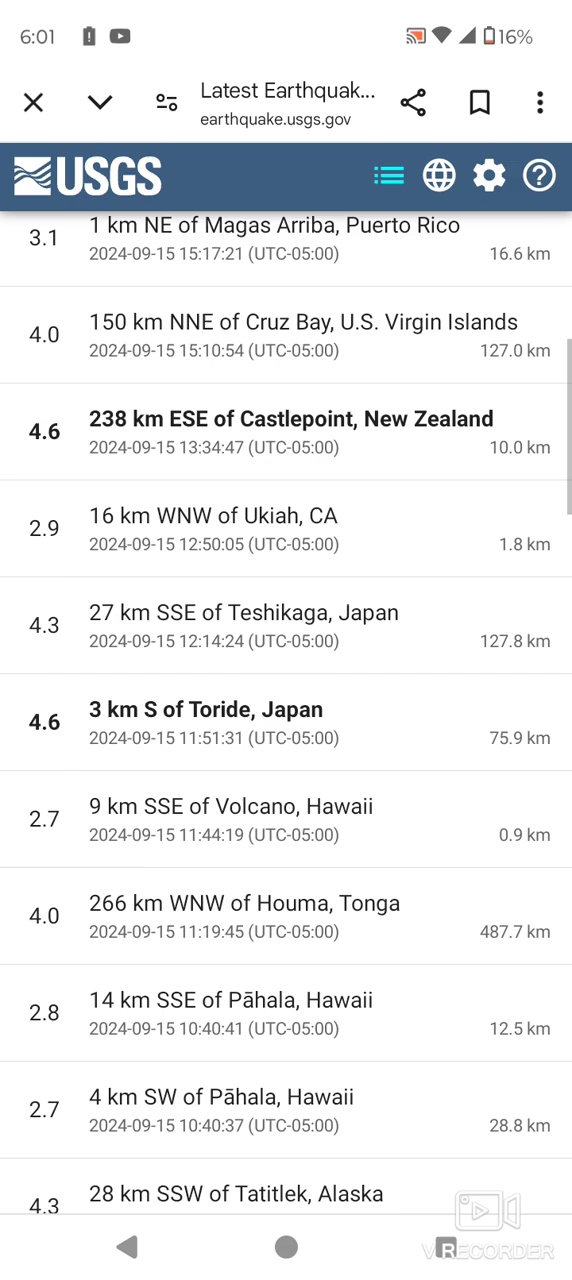 6:01
16%
Latest Earthquak...
earthquake.usgs.gov
USGS
3.1
1 km NE of Magas Arriba, Puerto Rico
2024-09-15 15:17:21 (UTC-05:00)
16.6 km
4.0
150 km NNE of Cruz Bay, U.S. Virgin Islands
2024-09-15 15:10:54 (UTC-05:00)
127.0 km
4.6
238 km ESE of Castlepoint, New Zealand
2024-09-15 13:34:47 (UTC-05:00)
10.0 km
2.9
16 km WNW of Ukiah, CA
2024-09-15 12:50:05 (UTC-05:00)
1.8 km
4.3
27 km SSE of Teshikaga, Japan
2024-09-15 12:14:24 (UTC-05:00)
127.8 km
4.6
3 km S of Toride, Japan
2024-09-15 11:51:31 (UTC-05:00)
75.9 km
2.7
9 km SSE of Volcano, Hawaii
2024-09-15 11:44:19 (UTC-05:00)
0.9 km
4.0
266 km WNW of Houma, Tonga
2024-09-15 11:19:45 (UTC-05:00)
487.7 km
2.8
14 km SSE of Pāhala, Hawaii
2024-09-15 10:40:41 (UTC-05:00)
12.5 km
2.7
4 km SW of Pāhala, Hawaii
2024-09-15 10:40:37 (UTC-05:00)
28.8 km
4.3
28 km SSW of Tatitlek, Alaska
VRECORDER